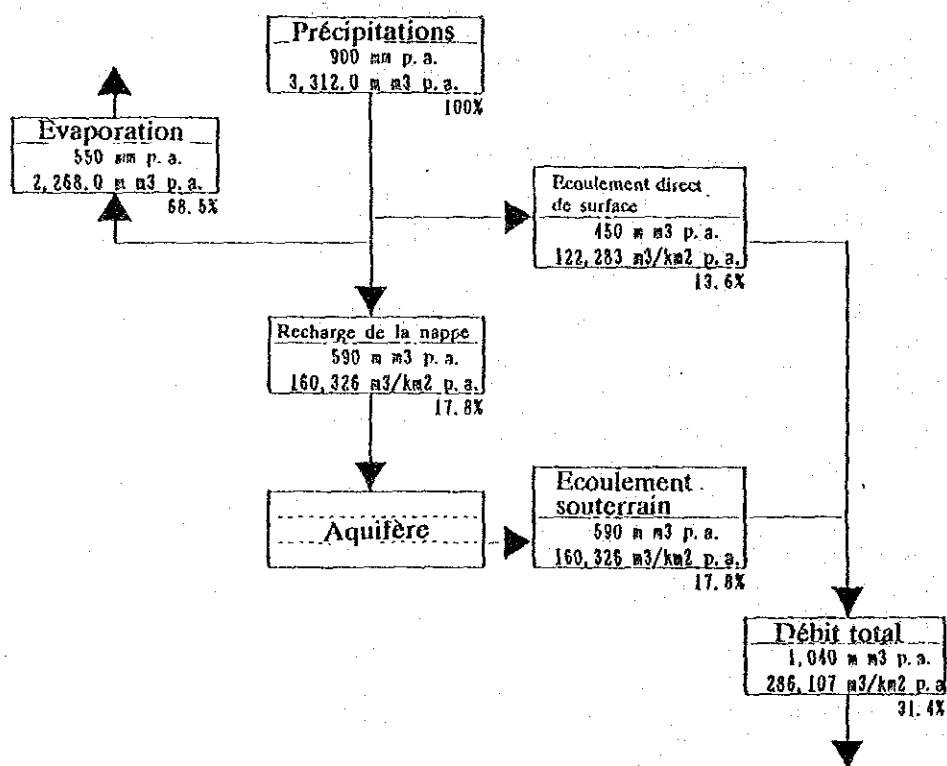 Précipitations
900 mm p.a.
3,312.0 m m3 p.a.
100%
Evaporation
550 mm p.a.
2,268.0 m m3 p.a.
68.5%
Ecoulement direct
de surface
450 m m3 p.a.
122,283 m3/km2 p.a.
13.6%
Recharge de la nappe
590 m m3 p.a.
160,326 m3/km2 p.a.
17.8%
Aquifère
Ecoulement
souterrain
590 m m3 p.a.
160,326 m3/km2 p.a.
17.8%
Débit total
1,040 m m3 p.a.
286,107 m3/km2 p.a
31.4%